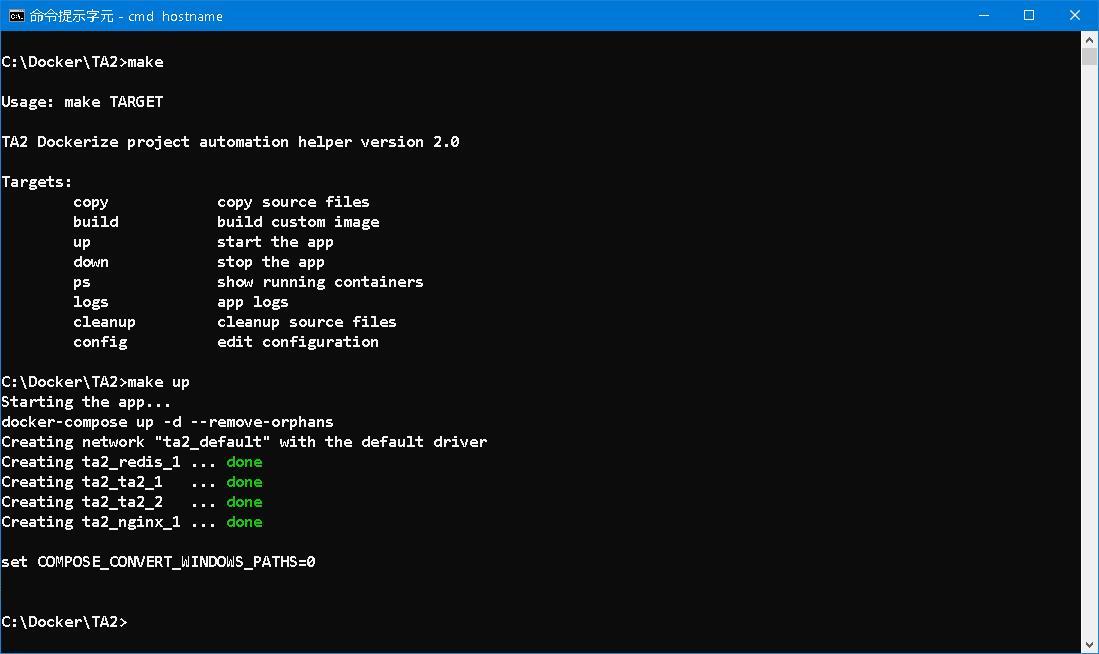 命令提示字元 - cmd  hostname
C:\Docker\TA2>make
Usage: make TARGET
TA2 Dockerize project automation helper version 2.0
Targets:
copy copy source files
build build custom image
up start the app
down stop the app
ps show running containers
logs app logs
cleanup cleanup source files
config edit configuration
C:\Docker\TA2>make up
Starting the app...
docker-compose up -d --remove-orphans
Creating network "ta2_default" with the default driver
Creating ta2_redis_1 ... done
Creating ta2_ta2_1   ... done
Creating ta2_ta2_2   ... done
Creating ta2_nginx_1 ... done
set COMPOSE_CONVERT_WINDOWS_PATHS=0
C:\Docker\TA2>